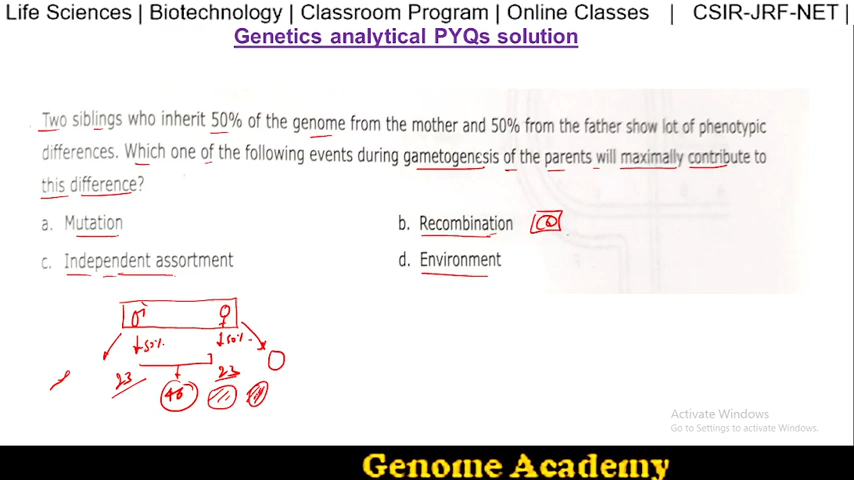 Life Sciences | Biotechnology | Classroom Program | Online Classes | CSIR-JRF-NET |
Genetics analytical PYQs solution
Two siblings who inherit 50% of the genome from the mother and 50% from the father show lot of phenotypic
differences. Which one of the following events during gametogenesis of the parents will maximally contribute to
this difference?
a. Mutation
b. Recombination
c. Independent assortment
d. Environment
50%
50%
23
23
46
Activate Windows
Go to Settings to activate Windows.
Genome Academy